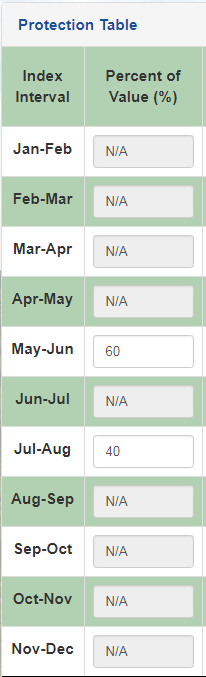 Protection Table
Index Interval Percent of Value (%)
Jan-Feb N/A
Feb-Mar N/A
Mar-Apr N/A
Apr-May N/A
May-Jun 60
Jun-Jul N/A
Jul-Aug 40
Aug-Sep N/A
Sep-Oct N/A
Oct-Nov N/A
Nov-Dec N/A